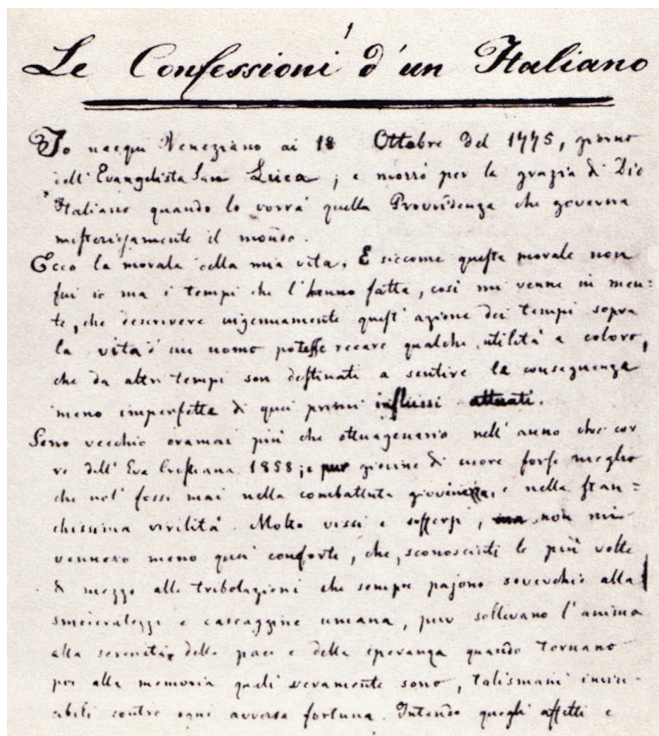 1
Le Confessioni d'un Italiano
Io nacqui Veneziano ai 18 Ottobre del 1775, giorno
dell'Evangelista San Luca; e morrò per la grazia di Dio
Italiano quando lo vorrà quella Provvidenza che governa
misteriosamente il mondo.
Ecco la morale della mia vita. E siccome questa morale non
fui io ma i tempi che l'hanno fatta, così mi venne in men-
te, che descrivere ingenuamente quest'azione dei tempi sopra
la vita d'un uomo potesse recare qualche utilità a coloro,
che da altri tempi son destinati a sentire le conseguenze
meno imperfette di quei primi influssi attuati.
Sono vecchio oramai più che ottuagenario nell'anno che cor
re dell'Era Cristiana 1858; e pur giovine di cuore forse meglio
che nol fossi mai nella combattuta gioventù, e nella stan=
chissima virilità. Molto vissi e soffersi; ma non mi
vennero meno quei conforti, che, sconosciuti le più volte
di mezzo alle tribolazioni che sempre pajono soverchie alla
smoderatezza e cascaggine umana, pur sollevano l'anima
alla serenità della pace e della speranza quando tornano
poi alla memoria quali veramente sono, talismani invin-
cibili contro ogni avversa fortuna. Intendo quegli affetti e